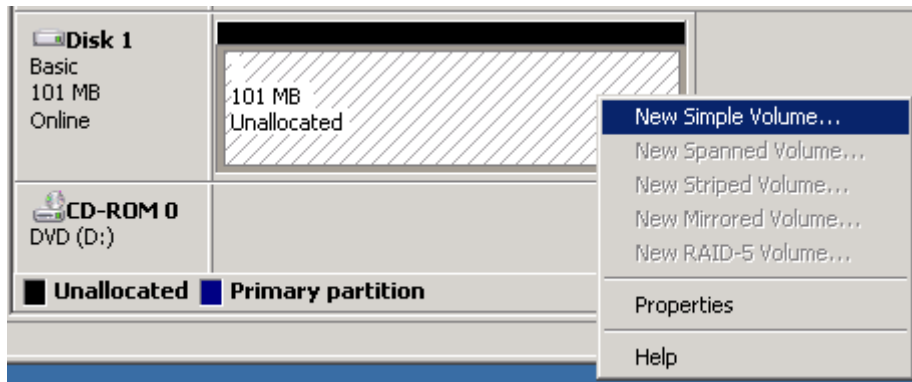 Disk 1
Basic
101 MB
Online
101 MB
Unallocated
CD-ROM 0
DVD (D:)
Unallocated Primary partition
New Simple Volume...
New Spanned Volume...
New Striped Volume...
New Mirrored Volume...
New RAID-5 Volume...
Properties
Help